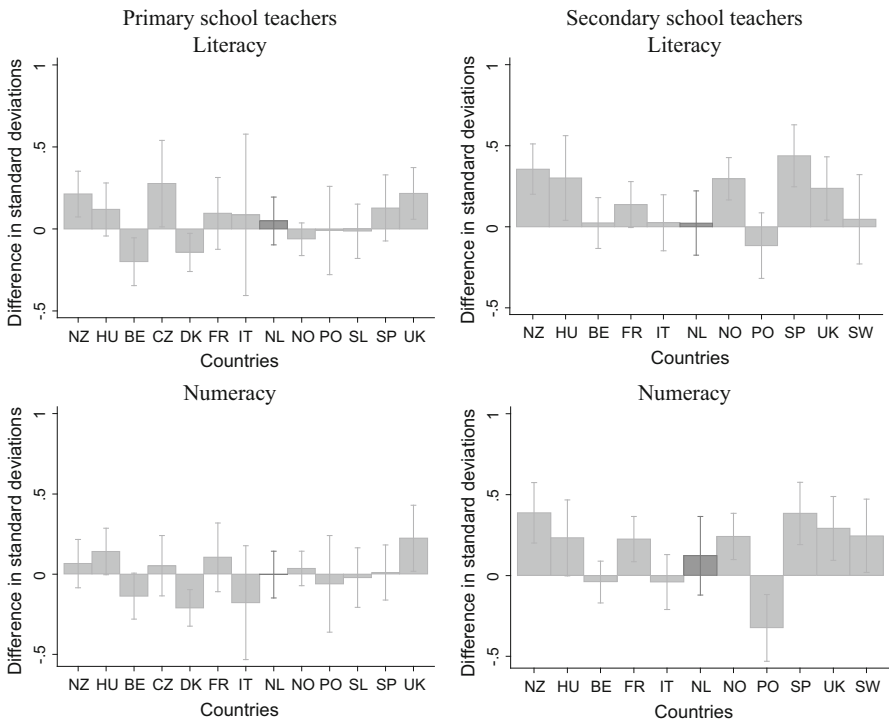 Primary school teachers
Literacy
Difference in standard deviations
1
.5
0
-.5
NZ HU BE CZ DK FR IT NL NO PO SL SP UK
Countries
Secondary school teachers
Literacy
Difference in standard deviations
1
.5
0
-.5
NZ HU BE FR IT NL NO PO SP UK SW
Countries
Numeracy
Difference in standard deviations
1
.5
0
-.5
NZ HU BE CZ DK FR IT NL NO PO SL SP UK
Countries
Numeracy
Difference in standard deviations
1
.5
0
-.5
NZ HU BE FR IT NL NO PO SP UK SW
Countries